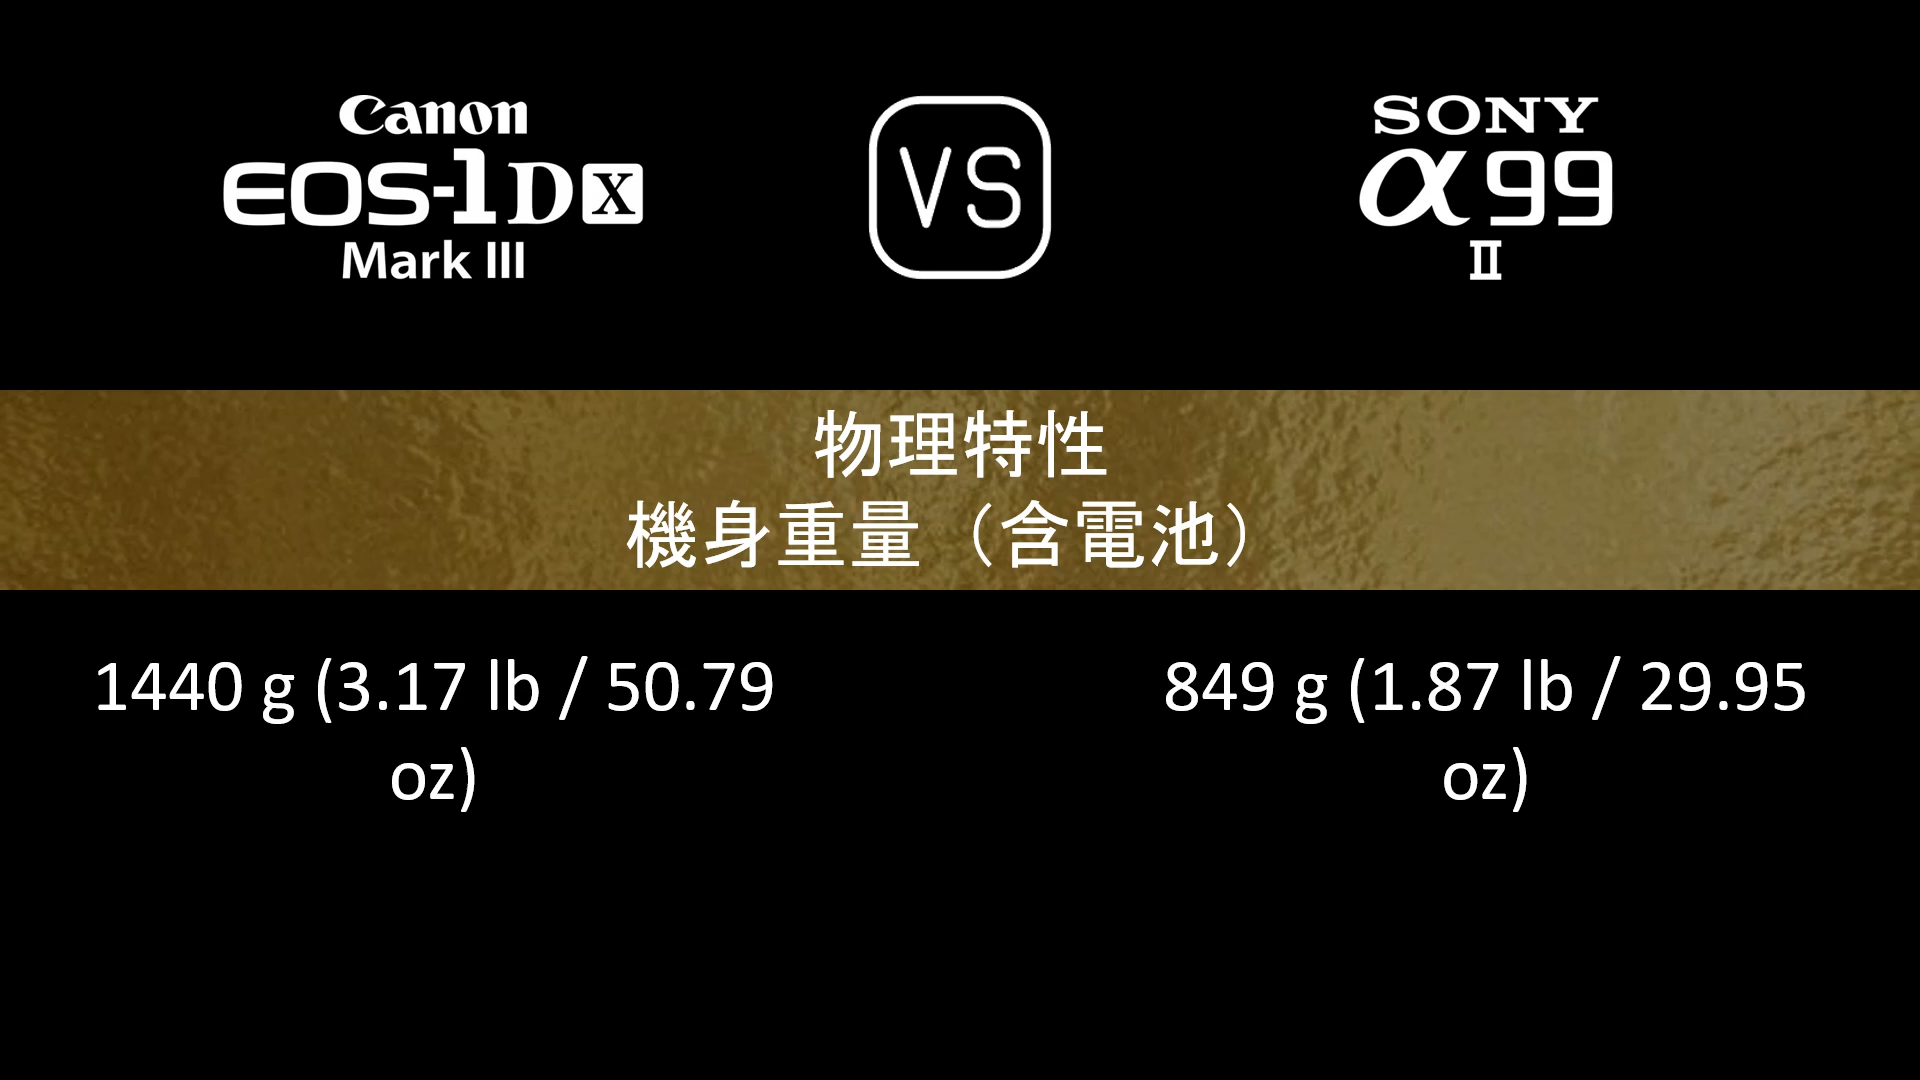 Canon
EOS-1D X
Mark III
VS
SONY
α99
II
物理特性
機身重量（含電池）
1440 g (3.17 lb / 50.79
oz)
849 g (1.87 lb / 29.95
oz)